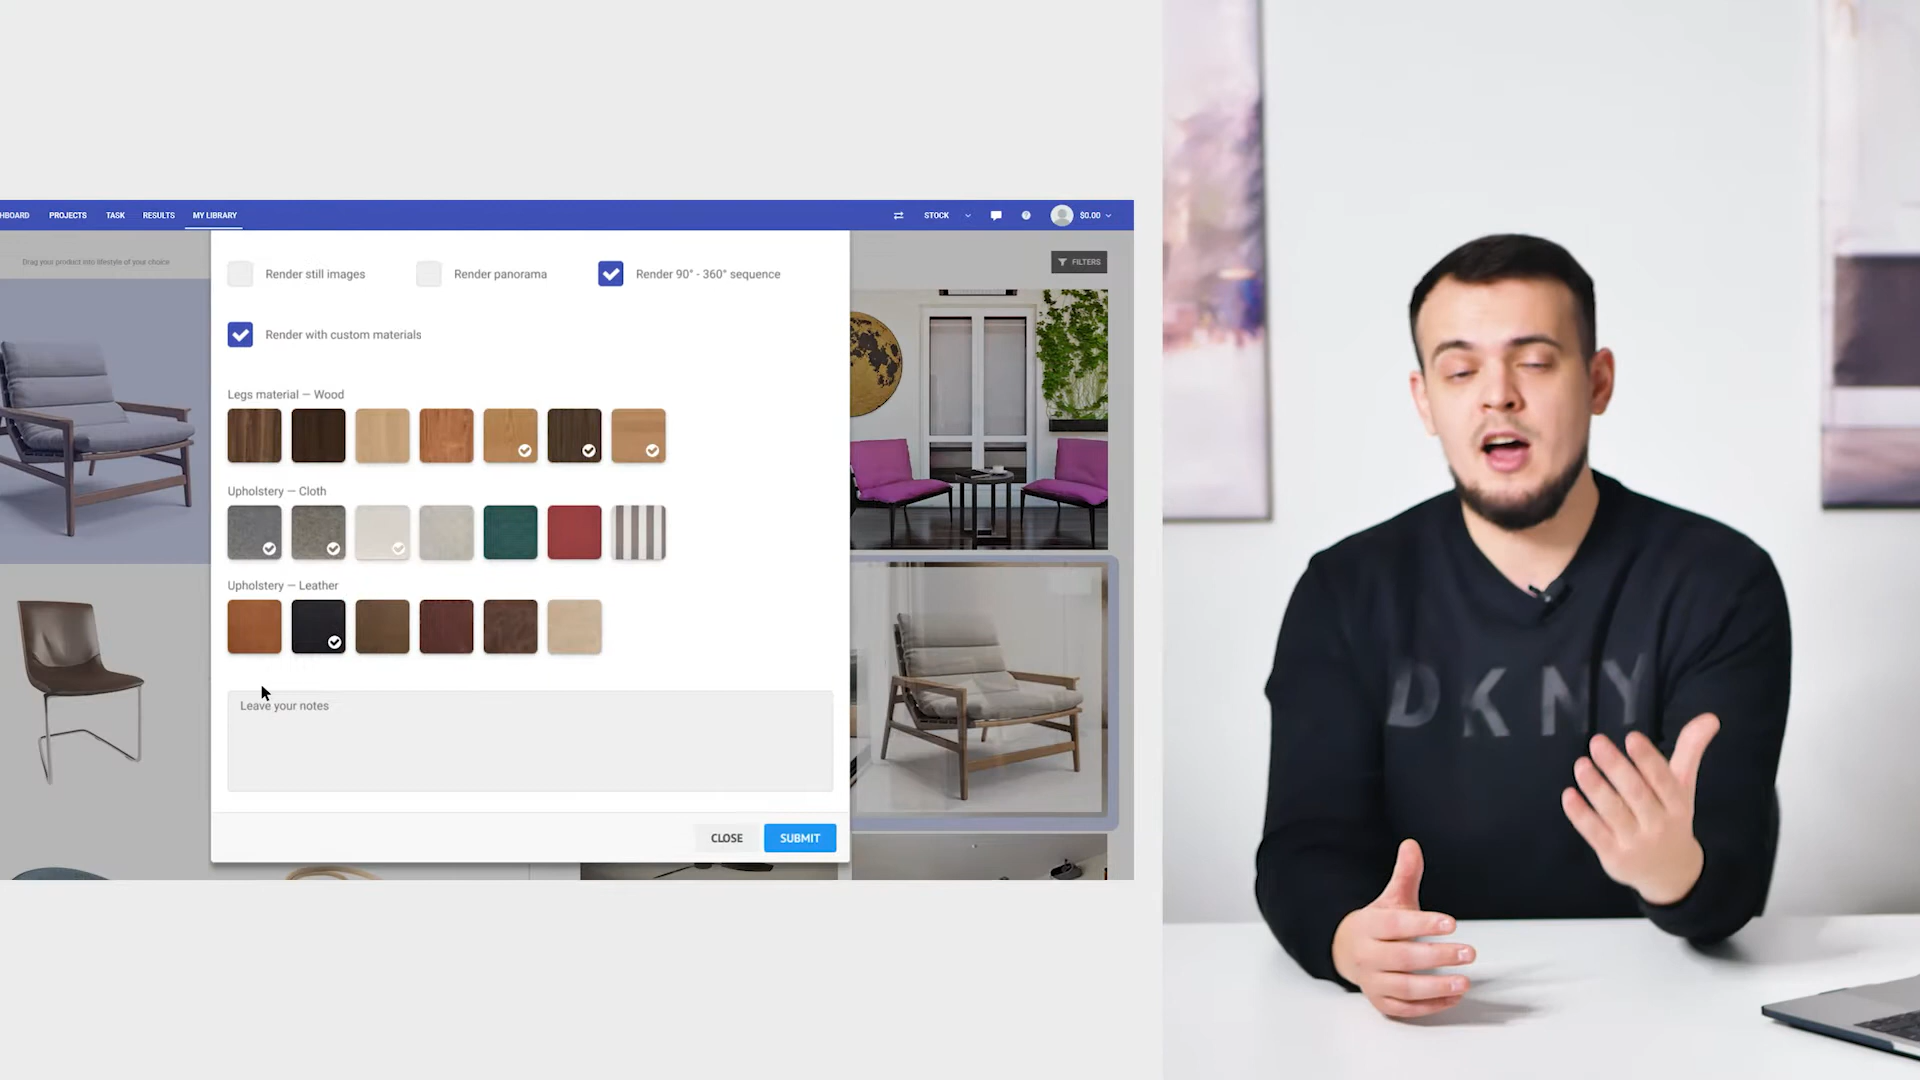 HBOARD PROJECTS TASK RESULTS MY LIBRARY STOCK $0.00
Drag your product into lifestyle of your choice
FILTERS
Render still images Render panorama Render 90° - 360° sequence
Render with custom materials
Legs material — Wood
Upholstery — Cloth
Upholstery — Leather
Leave your notes
CLOSE SUBMIT
DKNY